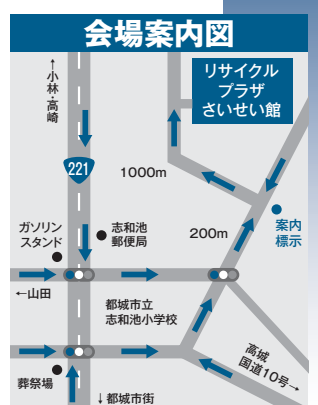 会場案内図
↑小林・高崎
リサイクル
プラザ
さいせい館
221
1000m
ガソリン
スタンド
志和池
郵便局
200m
案内
標示
←山田
都城市立
志和池小学校
高城
国道10号→
葬祭場
↓都城市街